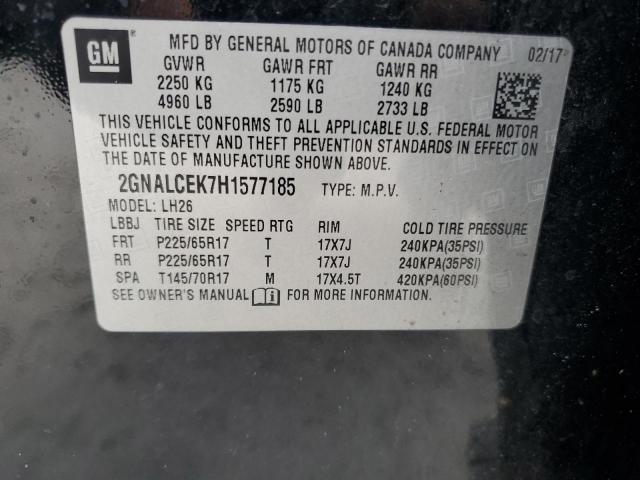 GM
MFD BY GENERAL MOTORS OF CANADA COMPANY 02/17
GVWR GAWR FRT GAWR RR
2250 KG 1175 KG 1240 KG
4960 LB 2590 LB 2733 LB
THIS VEHICLE CONFORMS TO ALL APPLICABLE U.S. FEDERAL MOTOR
VEHICLE SAFETY AND THEFT PREVENTION STANDARDS IN EFFECT ON
THE DATE OF MANUFACTURE SHOWN ABOVE.
2GNALCEK7H1577185 TYPE: M.P.V.
MODEL: LH26
LBBJ TIRE SIZE SPEED RTG RIM COLD TIRE PRESSURE
FRT P225/65R17 T 17X7J 240KPA(35PSI)
RR P225/65R17 T 17X7J 240KPA(35PSI)
SPA T145/70R17 M 17X4.5T 420KPA(60PSI)
SEE OWNER'S MANUAL i FOR MORE INFORMATION.